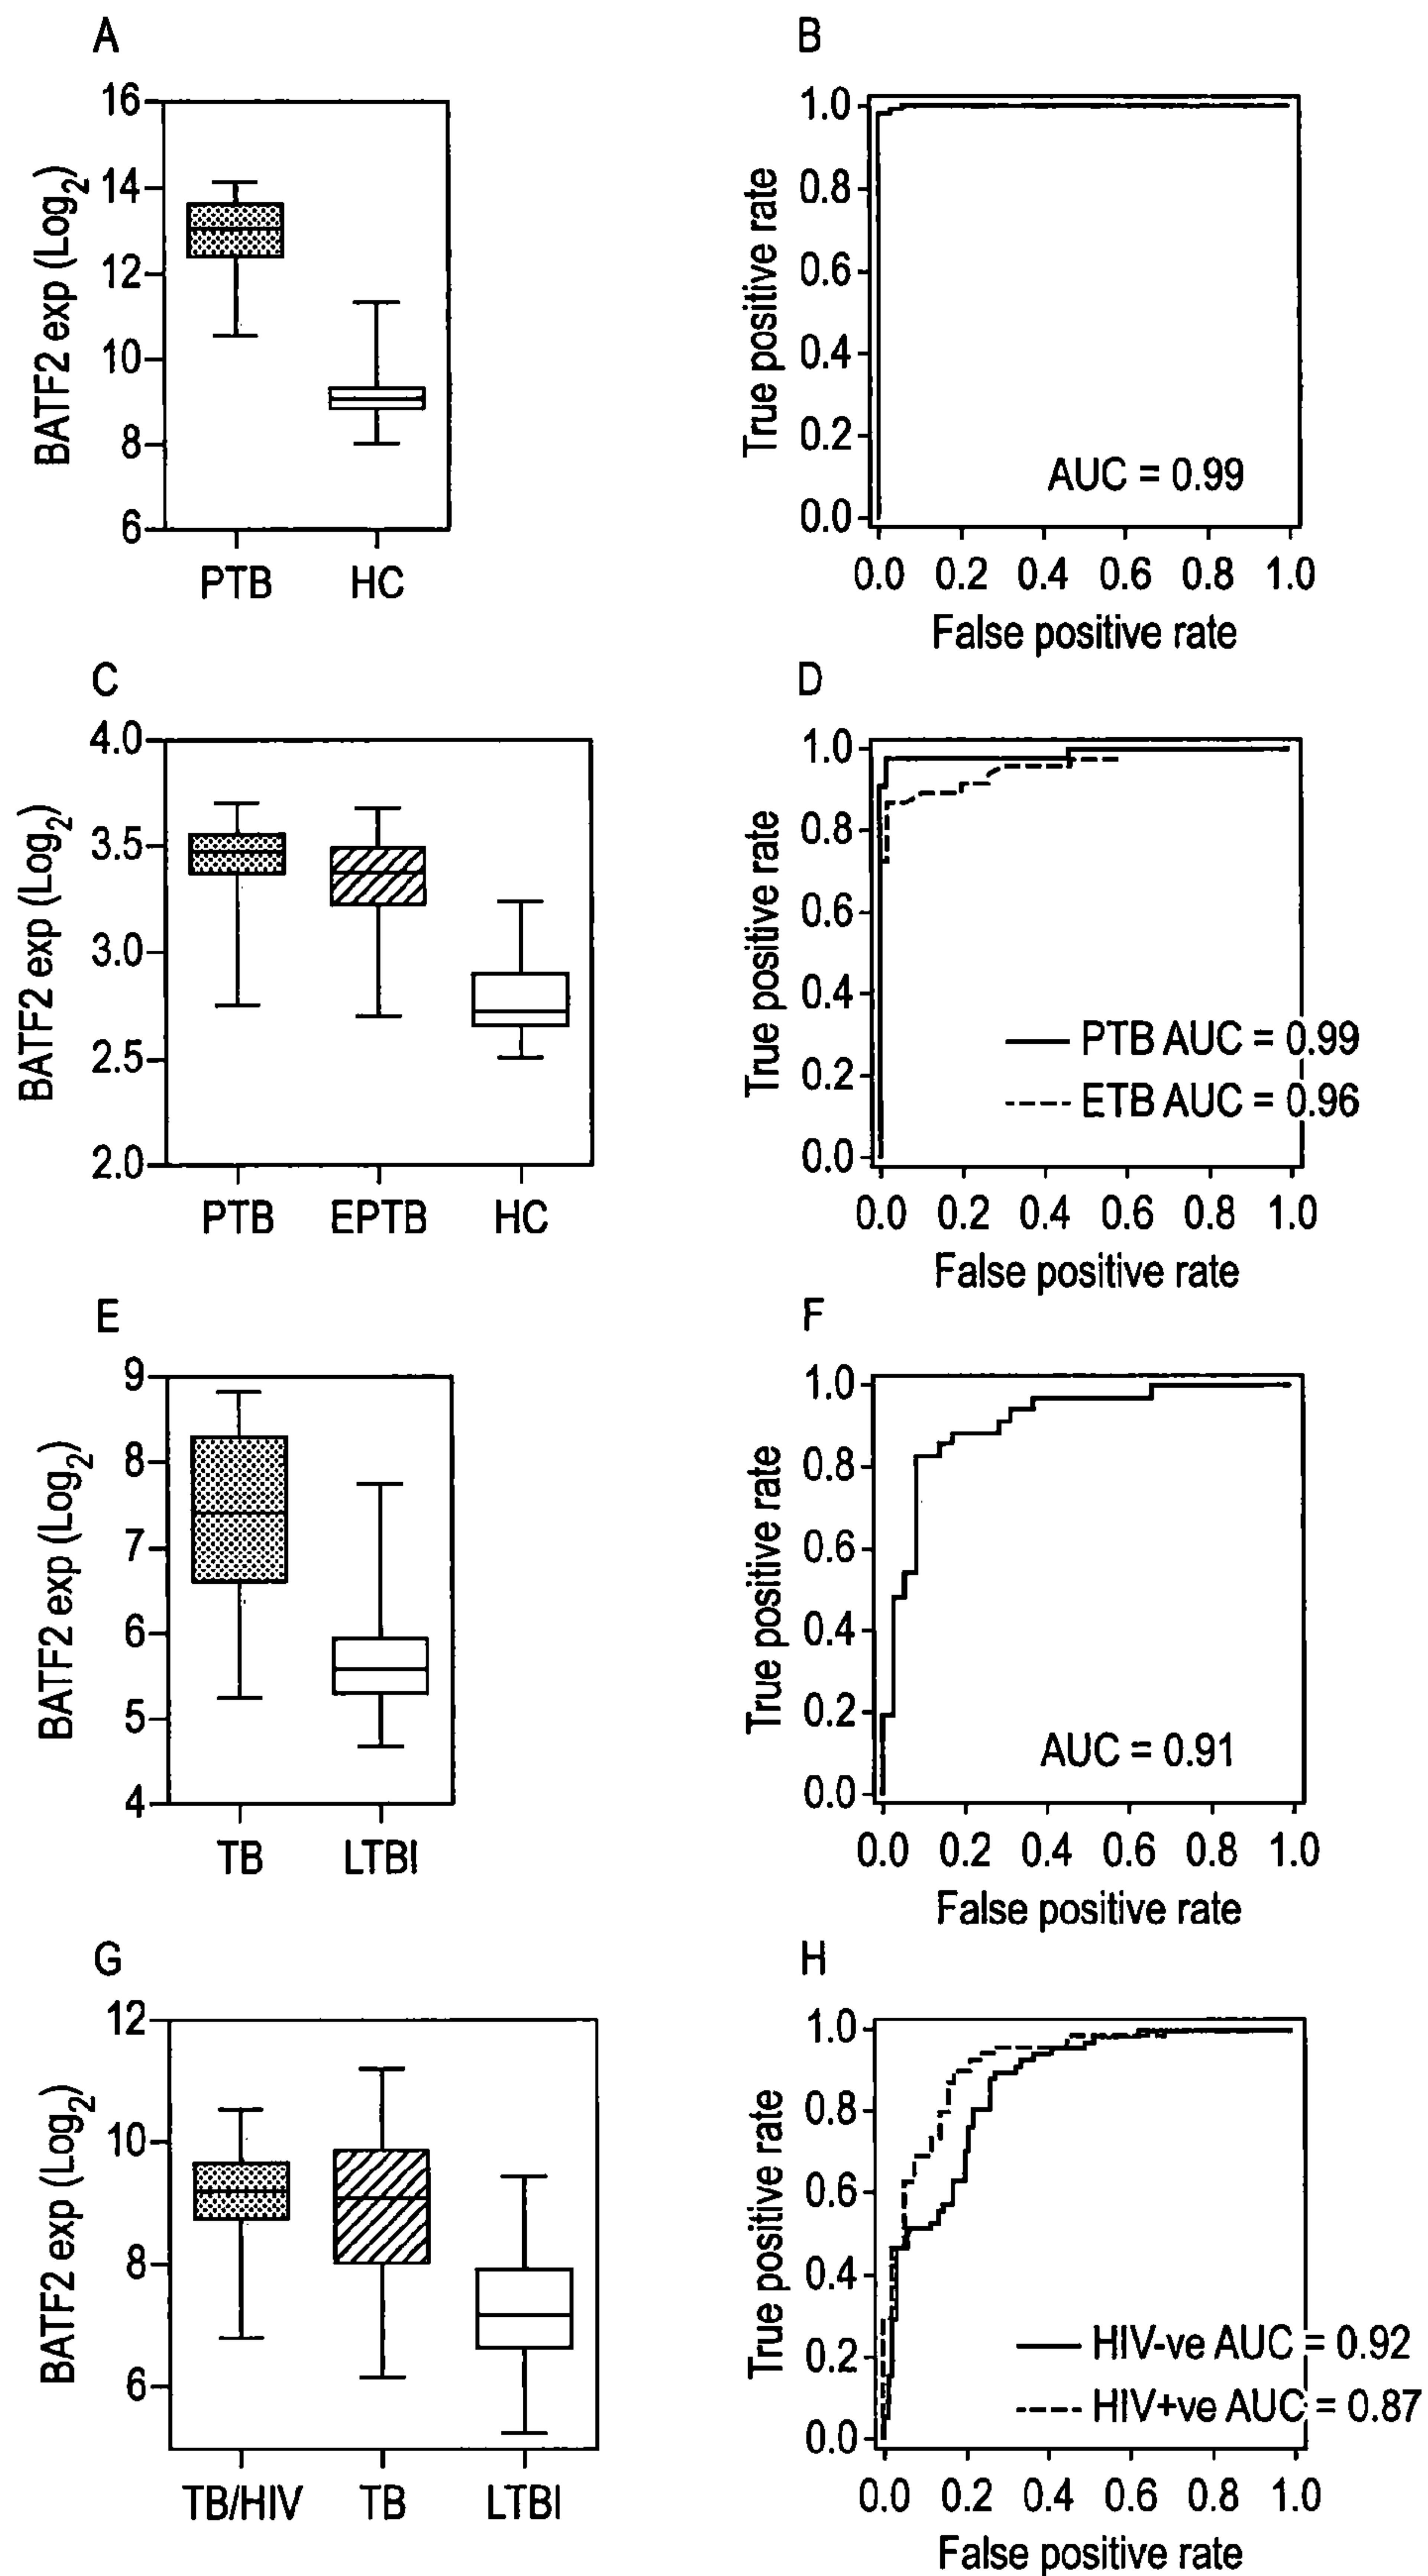 A
BATF2 exp (Log2)
16
14
12
10
8
6
PTB HC
B
True positive rate
1.0
0.8
0.6
0.4
0.2
0.0
AUC = 0.99
0.0 0.2 0.4 0.6 0.8 1.0
False positive rate
C
BATF2 exp (Log2)
4.0
3.5
3.0
2.5
2.0
PTB EPTB HC
D
True positive rate
1.0
0.8
0.6
0.4
0.2
0.0
PTB AUC = 0.99
ETB AUC = 0.96
0.0 0.2 0.4 0.6 0.8 1.0
False positive rate
E
BATF2 exp (Log2)
9
8
7
6
5
4
TB LTBI
F
True positive rate
1.0
0.8
0.6
0.4
0.2
0.0
AUC = 0.91
0.0 0.2 0.4 0.6 0.8 1.0
False positive rate
G
BATF2 exp (Log2)
12
10
8
6
TB/HIV TB LTBI
H
True positive rate
1.0
0.8
0.6
0.4
0.2
0.0
HIV-ve AUC = 0.92
HIV+ve AUC = 0.87
0.0 0.2 0.4 0.6 0.8 1.0
False positive rate